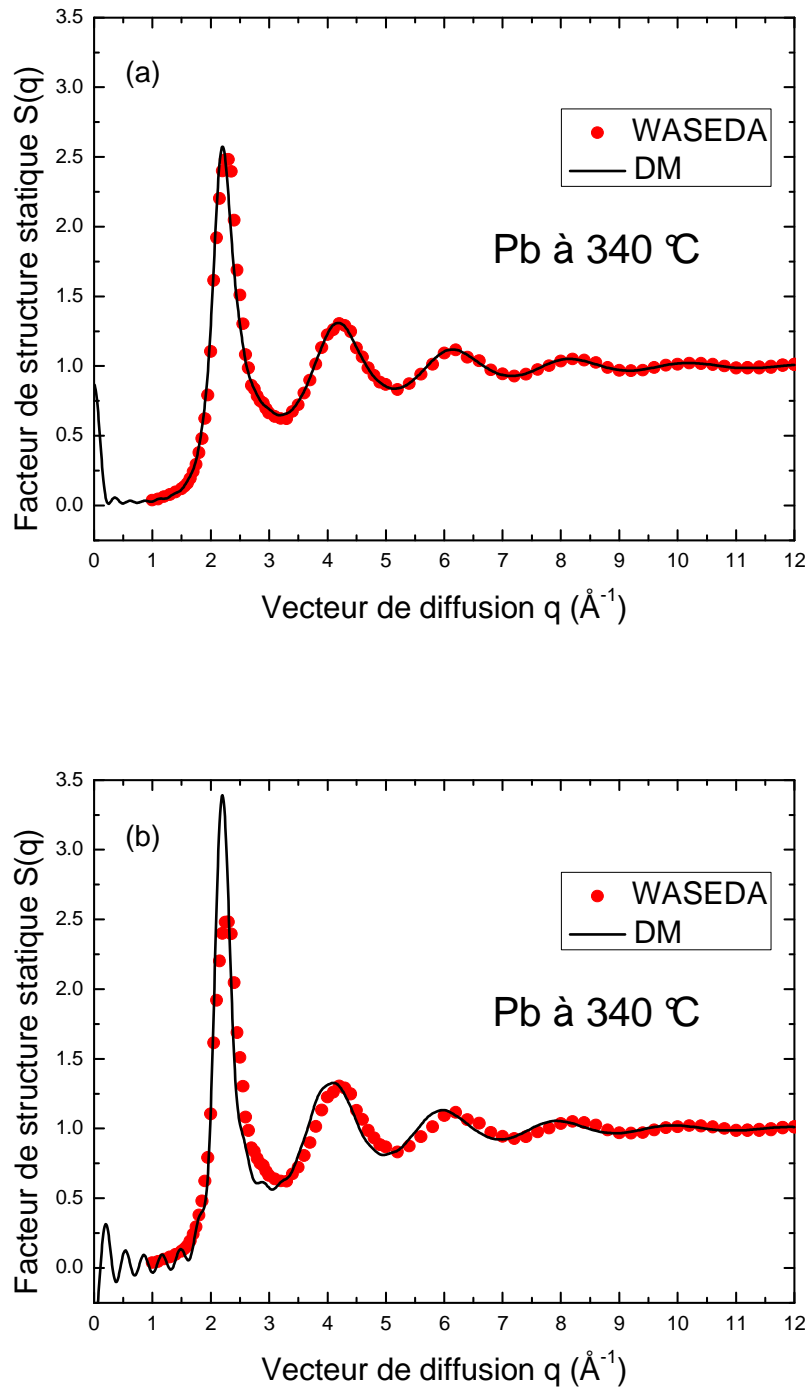 (a)
WASEDA
DM
Pb à 340 °C
Facteur de structure statique S(q)
3.5
3.0
2.5
2.0
1.5
1.0
0.5
0.0
0 1 2 3 4 5 6 7 8 9 10 11 12
Vecteur de diffusion q (Å⁻¹)
(b)
WASEDA
DM
Pb à 340 °C
Facteur de structure statique S(q)
3.5
3.0
2.5
2.0
1.5
1.0
0.5
0.0
0 1 2 3 4 5 6 7 8 9 10 11 12
Vecteur de diffusion q (Å⁻¹)